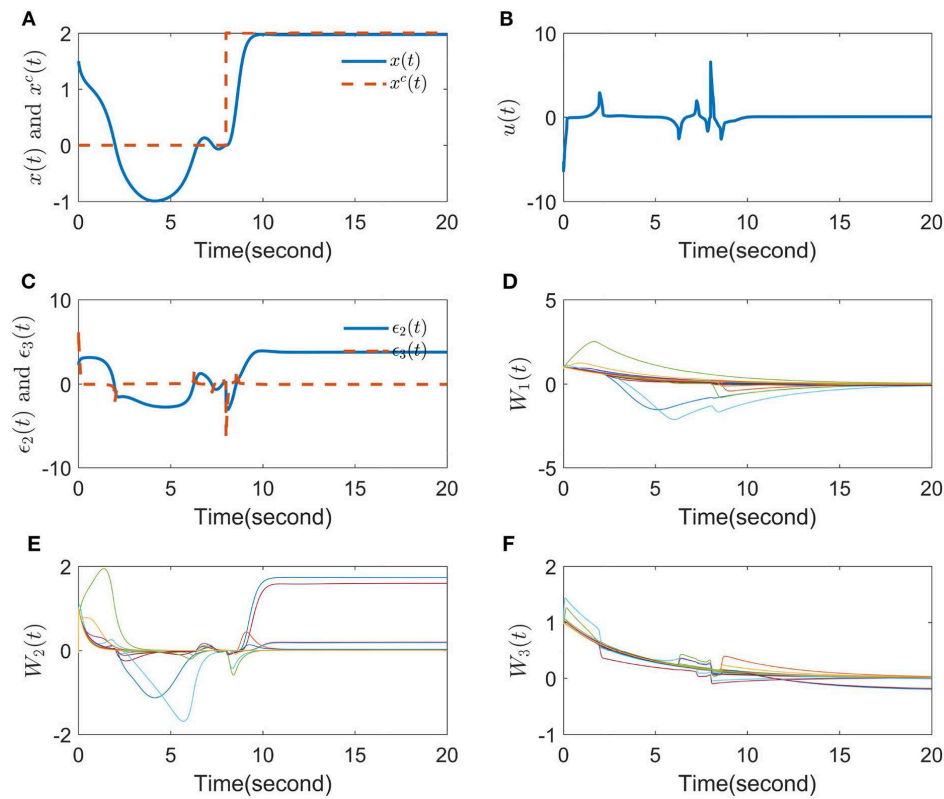 A
x(t) and x^c(t)
2
1
0
-1
x(t)
x^c(t)
0 5 10 15 20
Time(second)
B
u(t)
10
0
-10
0 5 10 15 20
Time(second)
C
ϵ₂(t) and ϵ₃(t)
10
0
-10
ϵ₂(t)
ϵ₃(t)
0 5 10 15 20
Time(second)
D
W₁(t)
5
0
-5
0 5 10 15 20
Time(second)
E
W₂(t)
2
0
-2
0 5 10 15 20
Time(second)
F
W₃(t)
2
1
0
-1
0 5 10 15 20
Time(second)